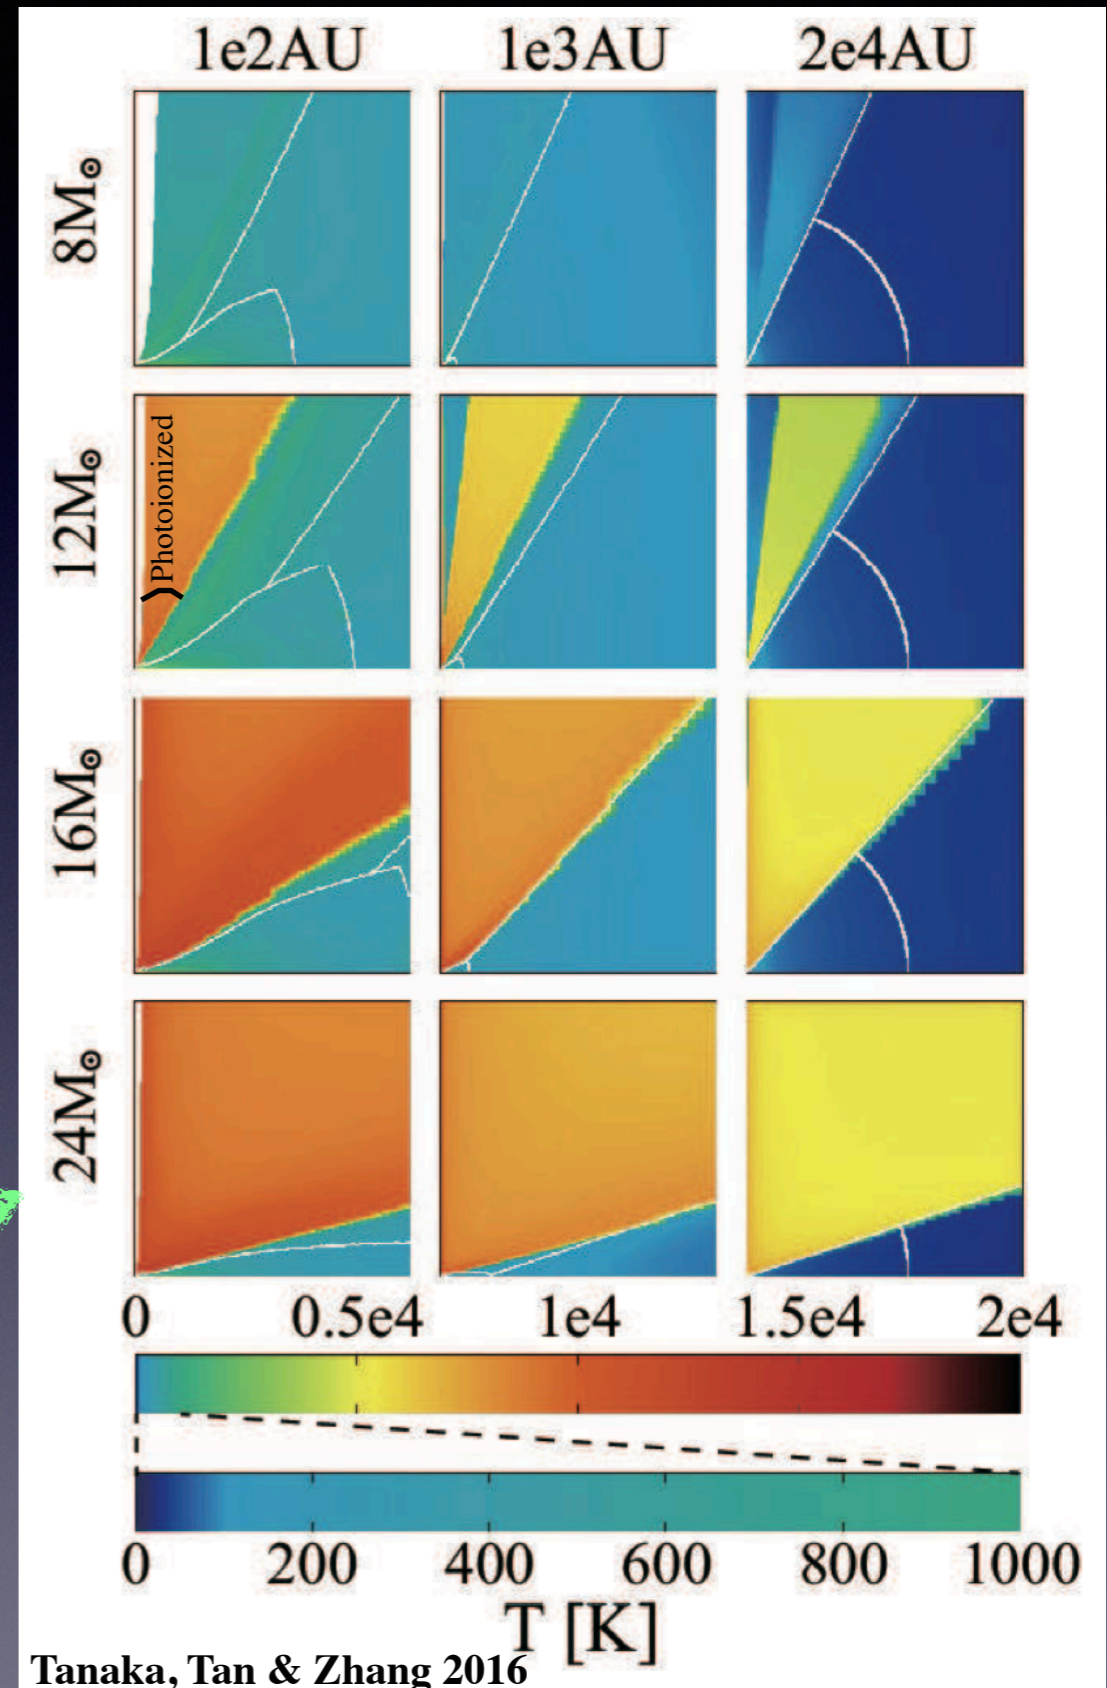 1e2AU 1e3AU 2e4AU
8M⊙
12M⊙
Photoionized
16M⊙
24M⊙
0 0.5e4 1e4 1.5e4 2e4
0 200 400 600 800 1000
T [K]
Tanaka, Tan & Zhang 2016